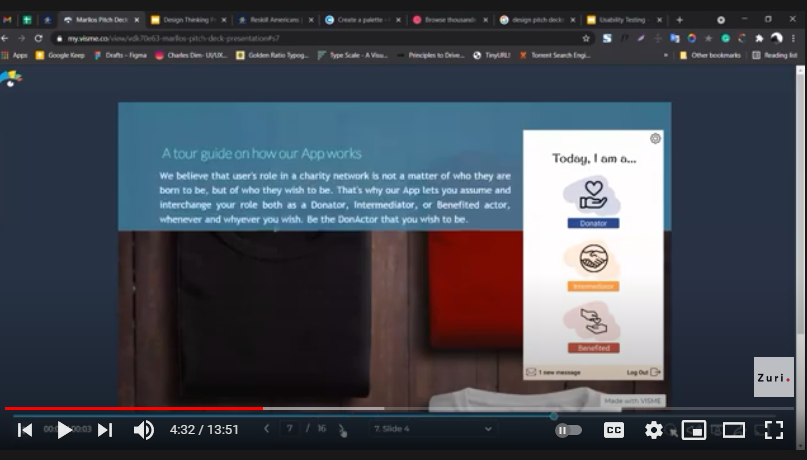 Marllos Pitch Deck
Design Thinking
Reskill Americans
Create a palette
Browse thousand
design pitch deck
Usability Testing
my.visme.co/view/vdk70e63-marllos-pitch-deck-presentation#s7
Apps
Google Keep
Drafts – Figma
Charles Dim- UI/UX...
Golden Ratio Typog...
Type Scale - A Visu...
Principles to Drive...
TinyURL!
Torrent Search Engi...
»
Other bookmarks
Reading list
A tour guide on how our App works
We believe that user's role in a charity network is not a matter of who they are
born to be, but of who they wish to be. That's why our App lets you assume and
interchange your role both as a Donator, Intermediator, or Benefited actor,
whenever and whyever you wish. Be the DonActor that you wish to be.
Today, I am a...
Donator
Intermediator
Benefited
1 new message
Log Out
Zuri.
Made with VISME
4:32 / 13:51
7 / 16
7. Slide 4
CC